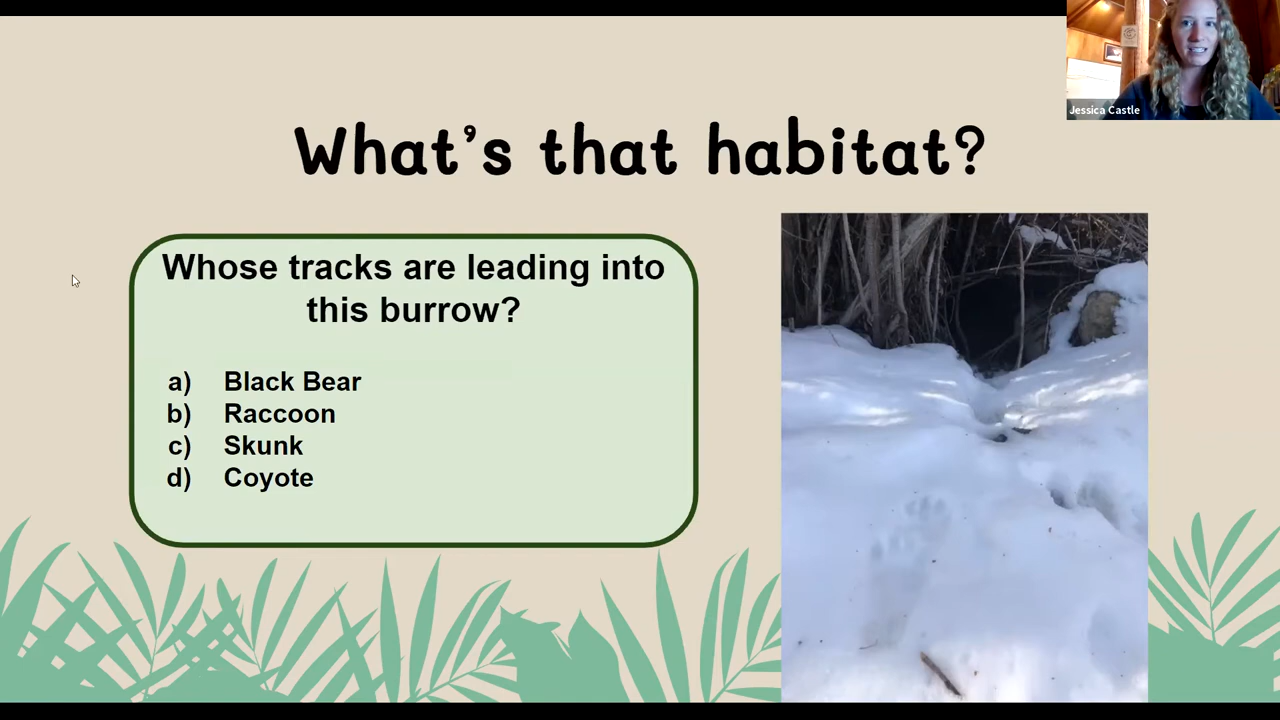 Jessica Castle
What's that habitat?
Whose tracks are leading into
this burrow?
a) Black Bear
b) Raccoon
c) Skunk
d) Coyote